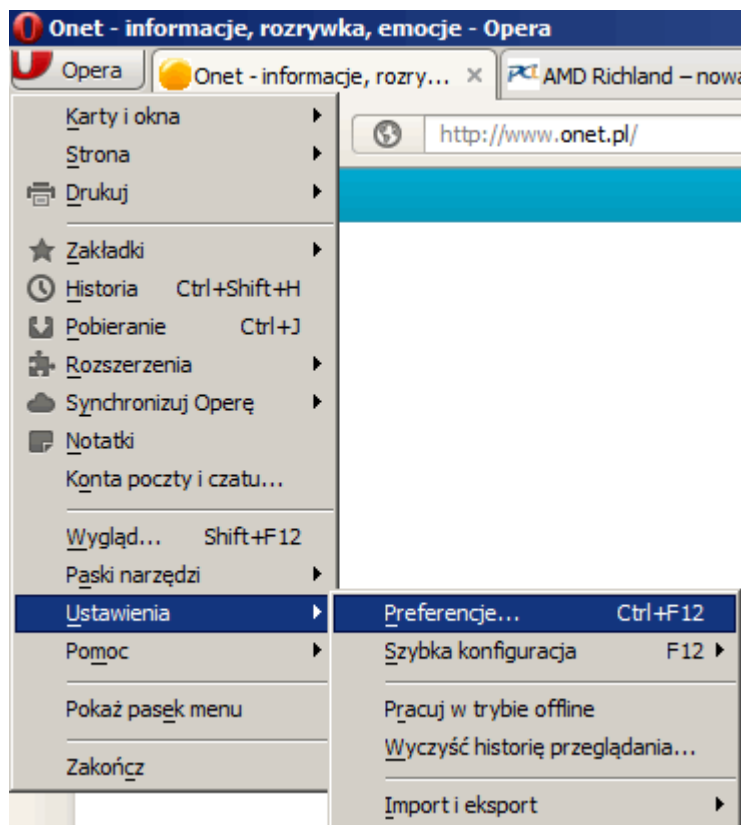 Onet - informacje, rozrywka, emocje - Opera
Opera
Onet - informacje, rozry...
AMD Richland – nowa
http://www.onet.pl/
Karty i okna
Strona
Drukuj
Zakładki
Historia Ctrl+Shift+H
Pobieranie Ctrl+J
Rozszerzenia
Synchronizuj Operę
Notatki
Konta poczty i czatu...
Wygląd... Shift+F12
Paski narzędzi
Ustawienia
Pomoc
Pokaż pasek menu
Zakończ
Preferencje... Ctrl+F12
Szybka konfiguracja F12
Pracuj w trybie offline
Wyczyść historię przeglądania...
Import i eksport